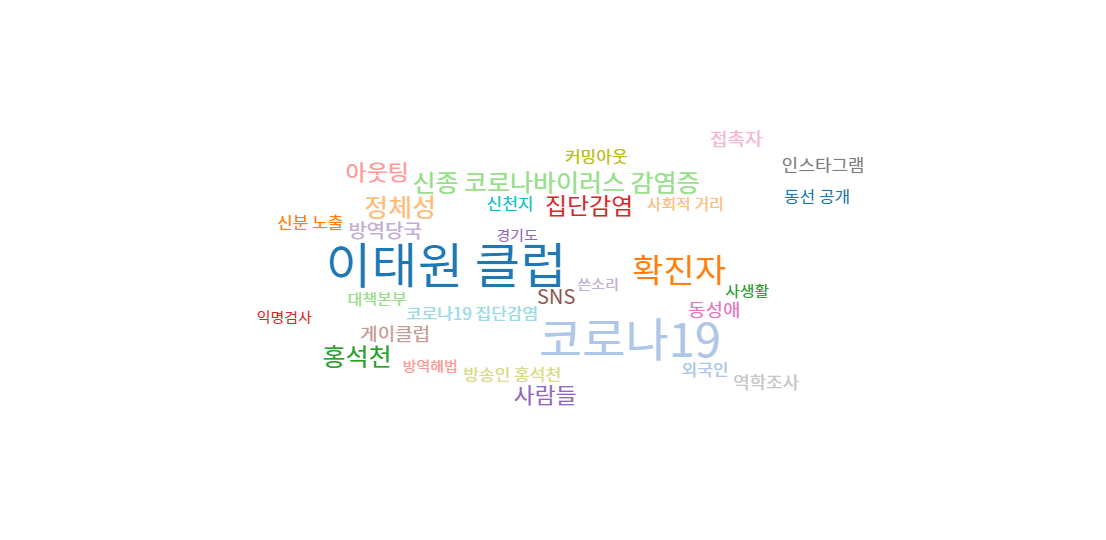 접촉자
커밍아웃
인스타그램
아웃팅
신종 코로나바이러스 감염증
동선 공개
정체성
신천지
집단감염
사회적 거리
신분 노출
방역당국
경기도
이태원 클럽
확진자
쓴소리
사생활
대책본부
SNS
동성애
익명검사
코로나19 집단감염
게이클럽
코로나19
홍석천
방역해법
방송인 홍석천
외국인
역학조사
사람들